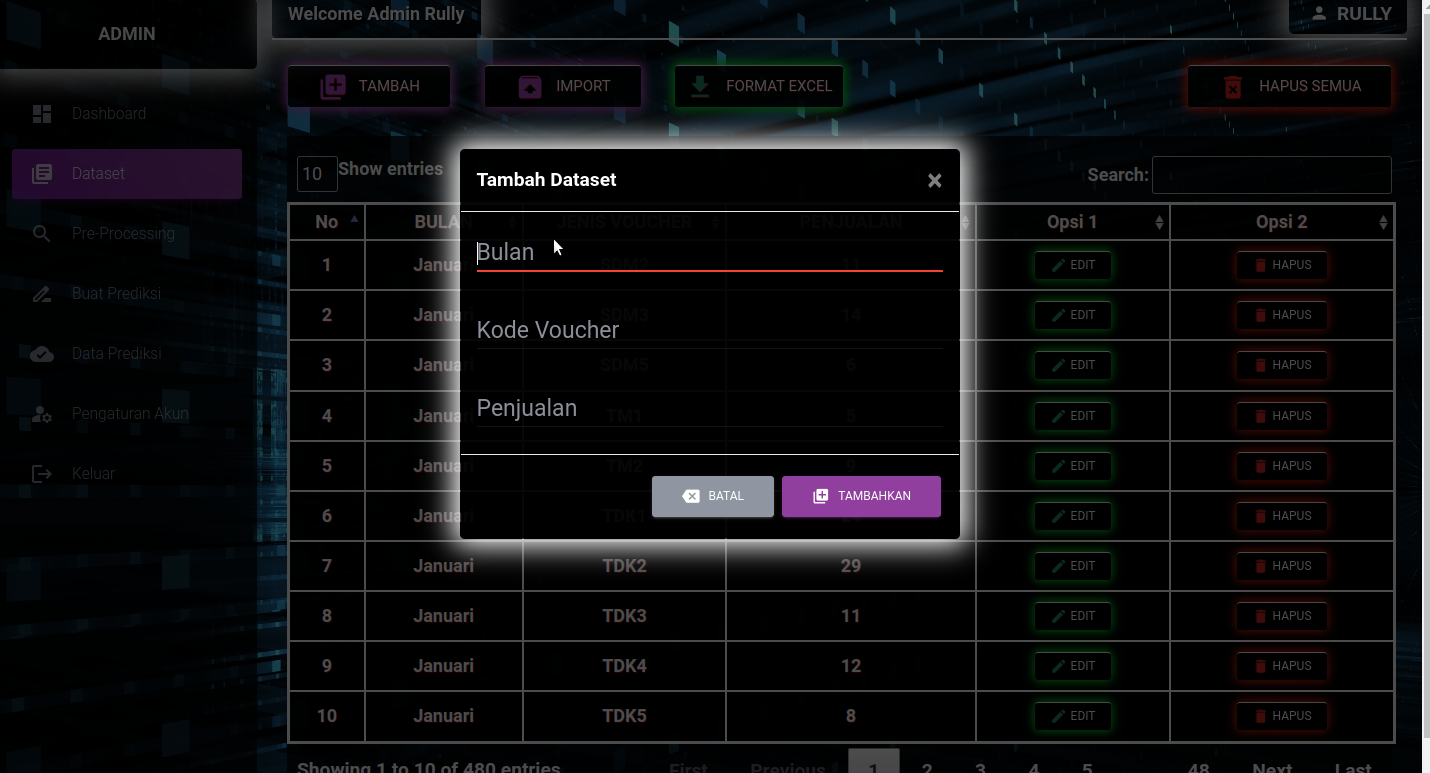 ADMIN
Welcome Admin Rully
RULLY
TAMBAH
IMPORT
FORMAT EXCEL
HAPUS SEMUA
Dashboard
Dataset
Pre-Processing
Buat Prediksi
Data Prediksi
Pengaturan Akun
Keluar
10 Show entries
Search:
Tambah Dataset
×
Bulan
Kode Voucher
Penjualan
BATAL
TAMBAHKAN
No BULAN JENIS VOUCHER PENJUALAN Opsi 1 Opsi 2
1 Januari EDIT HAPUS
2 Januari SDM3 14 EDIT HAPUS
3 Januari SDM5 6 EDIT HAPUS
4 Januari TM1 5 EDIT HAPUS
5 Januari TM2 9 EDIT HAPUS
6 Januari TDK1 EDIT HAPUS
7 Januari TDK2 29 EDIT HAPUS
8 Januari TDK3 11 EDIT HAPUS
9 Januari TDK4 12 EDIT HAPUS
10 Januari TDK5 8 EDIT HAPUS
Showing 1 to 10 of 480 entries
First Previous 1 2 3 4 5 48 Next Last